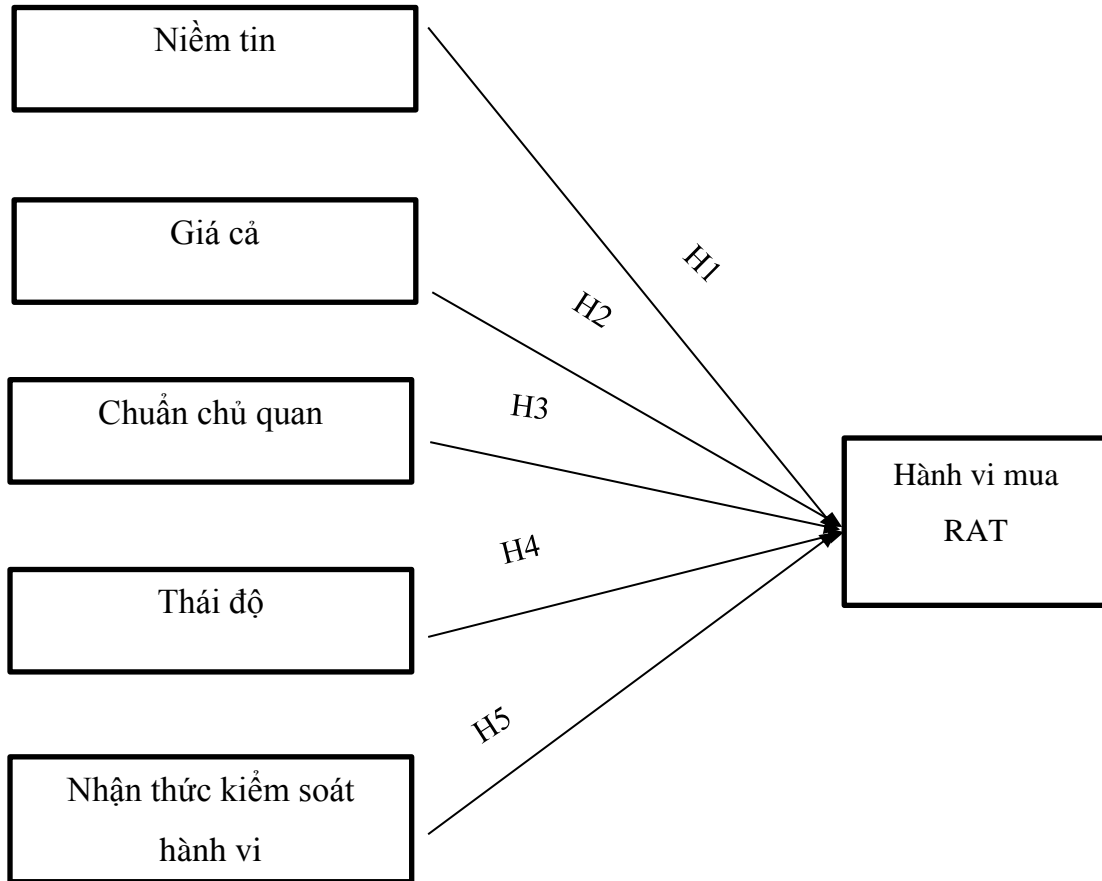 Niềm tin
Giá cả
H1
H2
Chuẩn chủ quan
H3
Hành vi mua
RAT
H4
Thái độ
H5
Nhận thức kiểm soát
hành vi